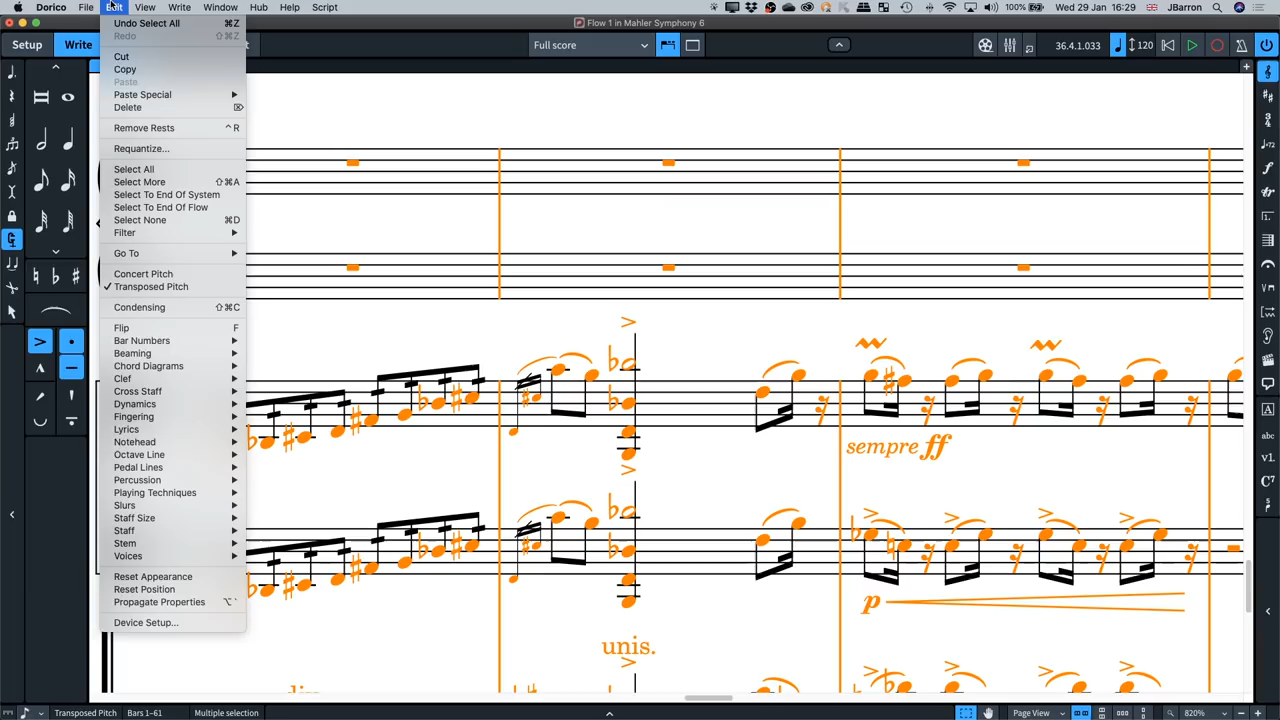 Dorico File Edit View Write Window Hub Help Script 100% Wed 29 Jan 16:29 JBarron
Flow 1 in Mahler Symphony 6
Setup Write Full score 36.4.1.033 120
Undo Select All ⌘Z
Redo ⇧⌘Z
Cut
Copy
Paste
Paste Special
Delete
Remove Rests ^R
Requantize...
Select All
Select More ⇧⌘A
Select To End Of System
Select To End Of Flow
Select None ⌘D
Filter
Go To
Concert Pitch
✓ Transposed Pitch
Condensing ⇧⌘C
Flip F
Bar Numbers
Beaming
Chord Diagrams
Clef
Cross Staff
Dynamics
Fingering
Lyrics
Notehead
Octave Line
Pedal Lines
Percussion
Playing Techniques
Slurs
Staff Size
Staff
Stem
Voices
Reset Appearance
Reset Position
Propagate Properties ⌥`
Device Setup...
sempre ff
p
unis.
Transposed Pitch Bars 1–61 Multiple selection Page View 820%